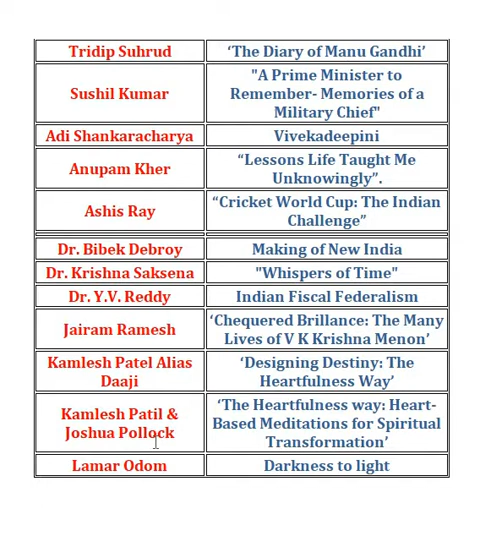 Tridip Suhrud
‘The Diary of Manu Gandhi’
Sushil Kumar
"A Prime Minister to
Remember- Memories of a
Military Chief"
Adi Shankaracharya
Vivekadeepini
Anupam Kher
“Lessons Life Taught Me
Unknowingly”.
Ashis Ray
“Cricket World Cup: The Indian
Challenge”
Dr. Bibek Debroy
Making of New India
Dr. Krishna Saksena
"Whispers of Time"
Dr. Y.V. Reddy
Indian Fiscal Federalism
Jairam Ramesh
‘Chequered Brillance: The Many
Lives of V K Krishna Menon’
Kamlesh Patel Alias
Daaji
‘Designing Destiny: The
Heartfulness Way’
Kamlesh Patil &
Joshua Pollock
‘The Heartfulness way: Heart-
Based Meditations for Spiritual
Transformation’
Lamar Odom
Darkness to light